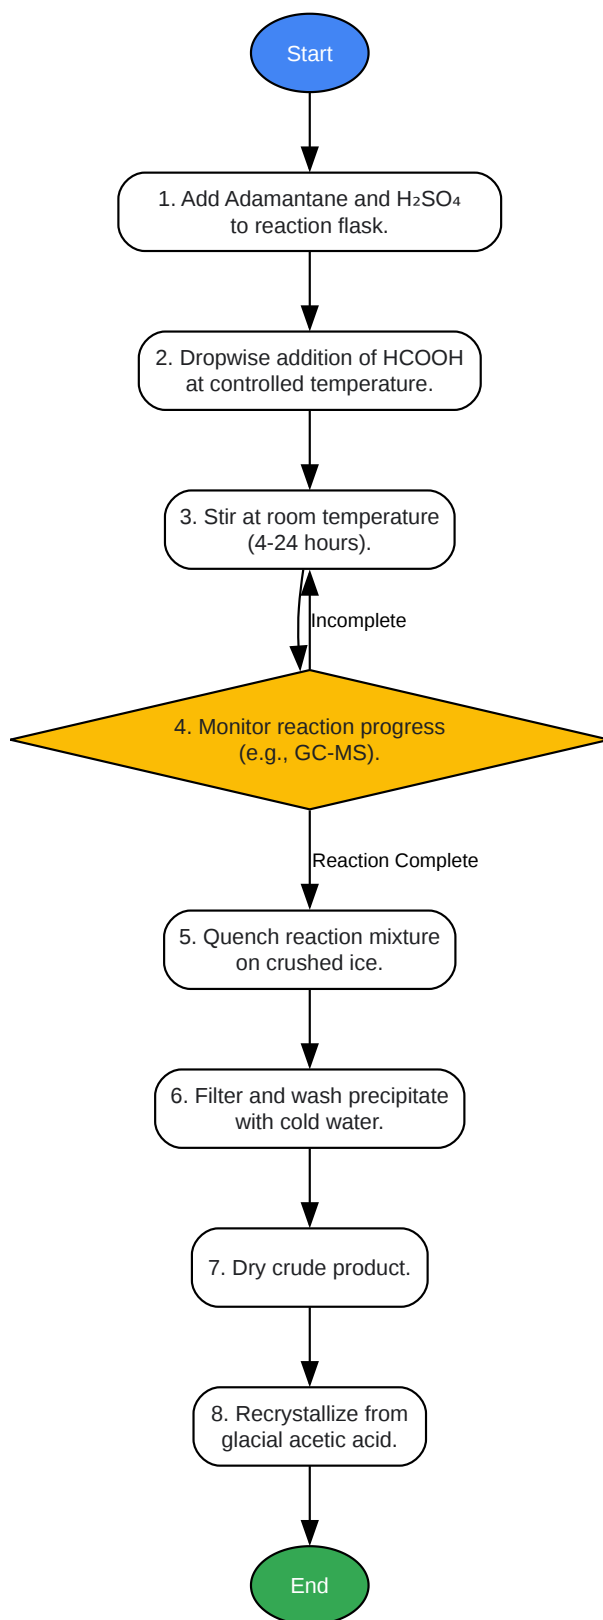 Start
1. Add Adamantane and H₂SO₄
to reaction flask.
2. Dropwise addition of HCOOH
at controlled temperature.
3. Stir at room temperature
(4-24 hours).
Incomplete
4. Monitor reaction progress
(e.g., GC-MS).
Reaction Complete
5. Quench reaction mixture
on crushed ice.
6. Filter and wash precipitate
with cold water.
7. Dry crude product.
8. Recrystallize from
glacial acetic acid.
End